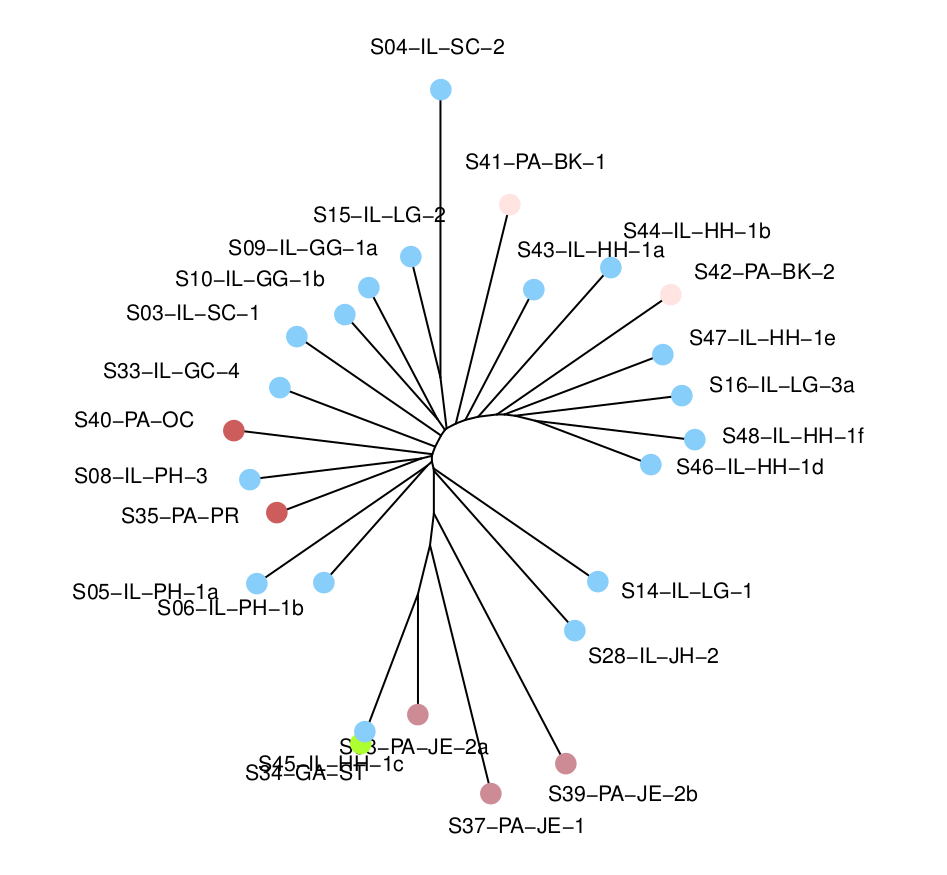 S04–IL–SC–2
S41–PA–BK–1
S15–IL–LG–2
S44–IL–HH–1b
S09–IL–GG–1a
S43–IL–HH–1a
S10–IL–GG–1b
S42–PA–BK–2
S03–IL–SC–1
S47–IL–HH–1e
S33–IL–GC–4
S16–IL–LG–3a
S40–PA–OC
S48–IL–HH–1f
S46–IL–HH–1d
S08–IL–PH–3
S35–PA–PR
S05–IL–PH–1a
S14–IL–LG–1
S06–IL–PH–1b
S28–IL–JH–2
S38–PA–JE–2a
S45–IL–HH–1c
S34–GA–ST
S39–PA–JE–2b
S37–PA–JE–1